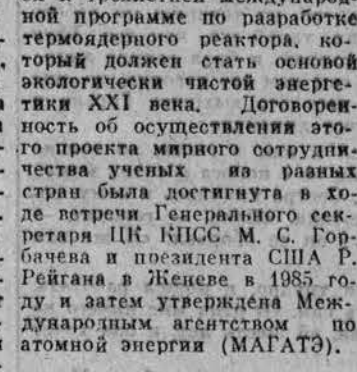 ной программе по разработке
термоядерного реактора, ко-
торый должен стать основой
экологически чистой энерге-
тики XXI века. Договорен-
ность об осуществлении это-
го проекта мирного сотрудни-
чества ученых из разных
стран была достигнута в хо-
де встречи Генерального сек-
ретаря ЦК КПСС М. С. Гор-
бачева и президента США Р.
Рейгана в Женеве в 1985 го-
ду и затем утверждена Меж-
дународным агентством по
атомной энергии (МАГАТЭ).